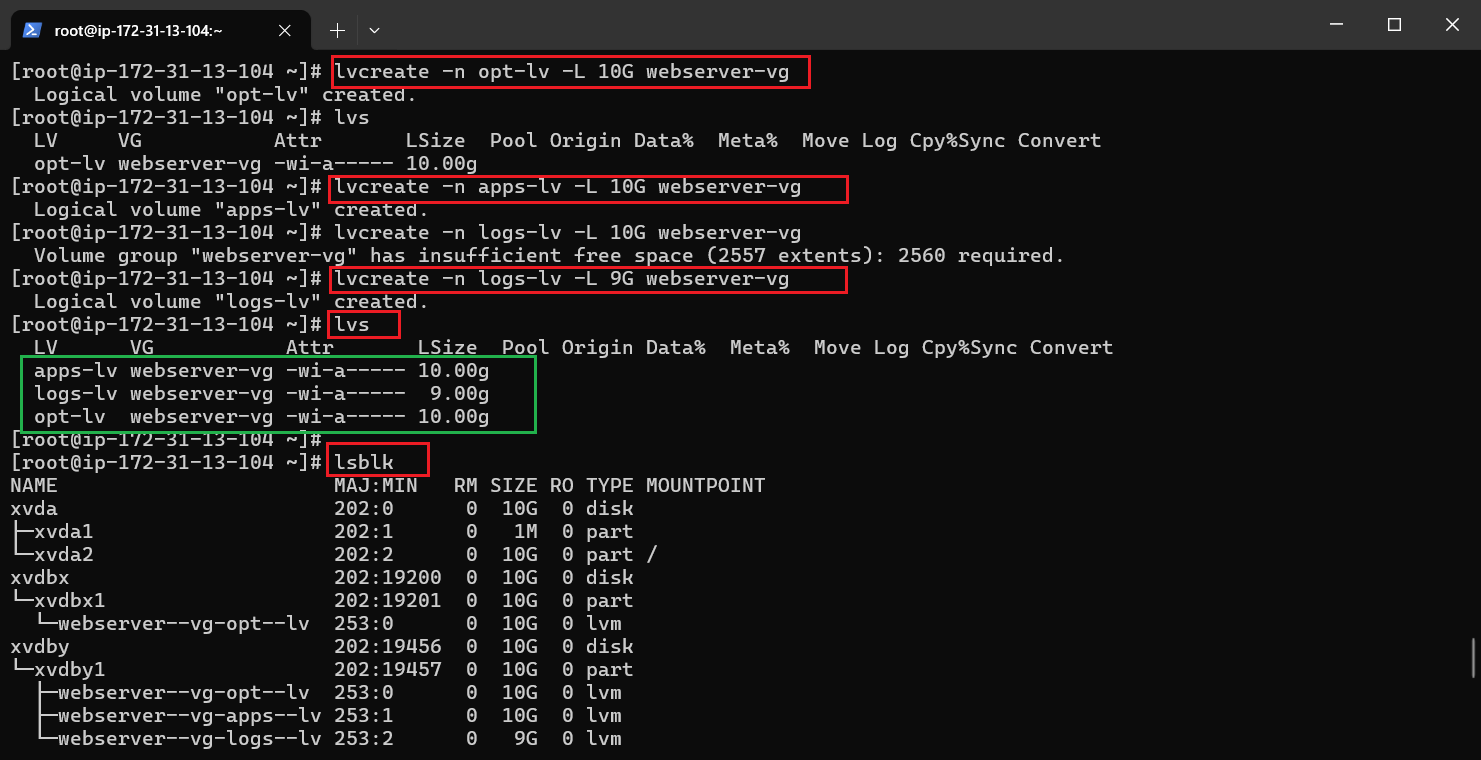 root@ip-172-31-13-104:~
[root@ip-172-31-13-104 ~]# lvcreate -n opt-lv -L 10G webserver-vg
  Logical volume "opt-lv" created.
[root@ip-172-31-13-104 ~]# lvs
  LV     VG           Attr       LSize  Pool Origin Data%  Meta%  Move Log Cpy%Sync Convert
  opt-lv webserver-vg -wi-a----- 10.00g
[root@ip-172-31-13-104 ~]# lvcreate -n apps-lv -L 10G webserver-vg
  Logical volume "apps-lv" created.
[root@ip-172-31-13-104 ~]# lvcreate -n logs-lv -L 10G webserver-vg
  Volume group "webserver-vg" has insufficient free space (2557 extents): 2560 required.
[root@ip-172-31-13-104 ~]# lvcreate -n logs-lv -L 9G webserver-vg
  Logical volume "logs-lv" created.
[root@ip-172-31-13-104 ~]# lvs
  LV      VG           Attr       LSize  Pool Origin Data%  Meta%  Move Log Cpy%Sync Convert
  apps-lv webserver-vg -wi-a----- 10.00g
  logs-lv webserver-vg -wi-a-----  9.00g
  opt-lv  webserver-vg -wi-a----- 10.00g
[root@ip-172-31-13-104 ~]#
[root@ip-172-31-13-104 ~]# lsblk
NAME                       MAJ:MIN   RM SIZE RO TYPE MOUNTPOINT
xvda                       202:0      0  10G  0 disk
├─xvda1                    202:1      0   1M  0 part
└─xvda2                    202:2      0  10G  0 part /
xvdbx                      202:19200  0  10G  0 disk
└─xvdbx1                   202:19201  0  10G  0 part
  └─webserver--vg-opt--lv  253:0      0  10G  0 lvm
xvdby                      202:19456  0  10G  0 disk
└─xvdby1                   202:19457  0  10G  0 part
  ├─webserver--vg-opt--lv  253:0      0  10G  0 lvm
  ├─webserver--vg-apps--lv 253:1      0  10G  0 lvm
  └─webserver--vg-logs--lv 253:2      0   9G  0 lvm